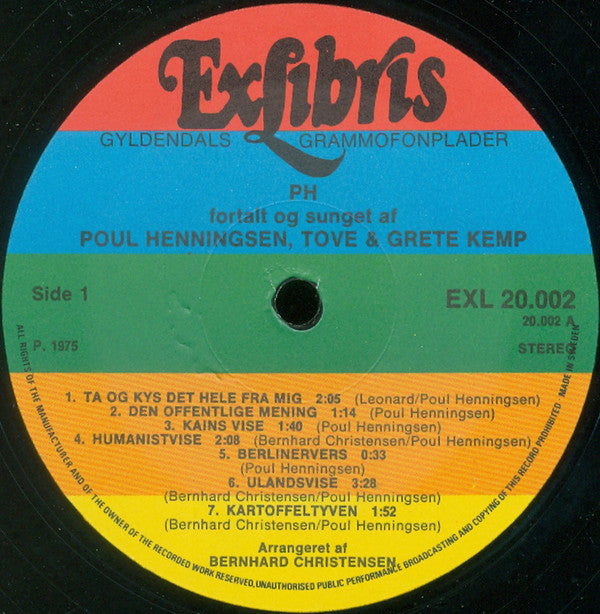 ExLibris
GYLDENDALS GRAMMOFONPLADER
PH
fortalt og sunget af
POUL HENNINGSEN, TOVE & GRETE KEMP
Side 1
EXL 20.002
20.002 A
P. 1975
STEREO
1. TA OG KYS DET HELE FRA MIG 2:05 (Leonard/Poul Henningsen)
2. DEN OFFENTLIGE MENING 1:14 (Poul Henningsen)
3. KAINS VISE 1:40 (Poul Henningsen)
4. HUMANISTVISE 2:08 (Bernhard Christensen/Poul Henningsen)
5. BERLINERVERS 0:33
(Poul Henningsen)
6. ULANDSVISE 3:28
(Bernhard Christensen/Poul Henningsen)
7. KARTOFFELTYVEN 1:52
(Bernhard Christensen/Poul Henningsen)
Arrangeret af
BERNHARD CHRISTENSEN
ALL RIGHTS OF THE MANUFACTURER AND OF THE OWNER OF THE RECORDED WORK RESERVED, UNAUTHORISED PUBLIC PERFORMANCE BROADCASTING AND COPYING OF THIS RECORD PROHIBITED MADE IN SWEDEN